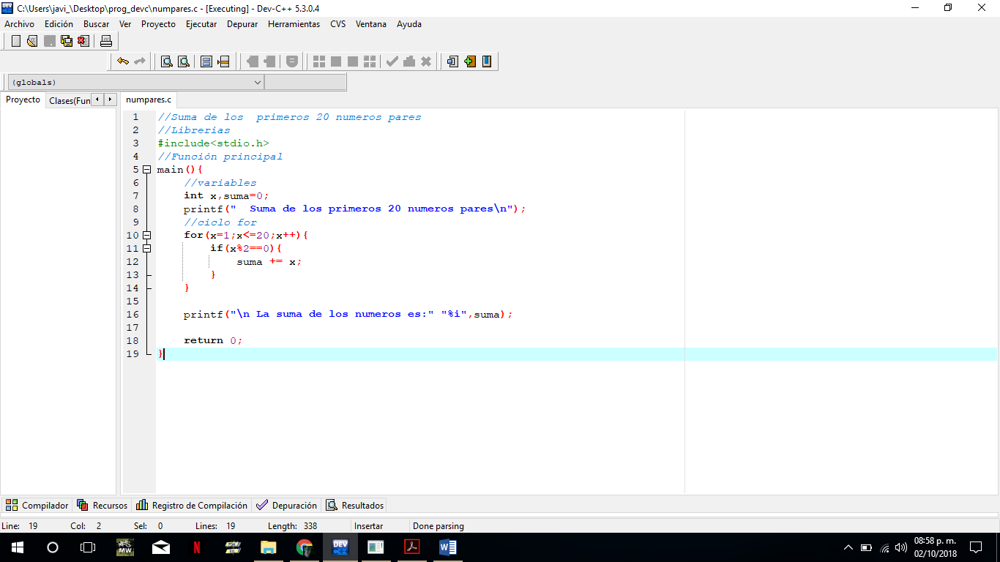 C:\Users\javi_\Desktop\prog_devc\numpares.c - [Executing] - Dev-C++ 5.3.0.4
Archivo Edición Buscar Ver Proyecto Ejecutar Depurar Herramientas CVS Ventana Ayuda
(globals)
Proyecto Clases(Fun numpares.c
1 //Suma de los  primeros 20 numeros pares
2 //Librerias
3 #include<stdio.h>
4 //Función principal
5 main(){
6     //variables
7     int x,suma=0;
8     printf("  Suma de los primeros 20 numeros pares\n");
9     //ciclo for
10     for(x=1;x<=20;x++){
11         if(x%2==0){
12             suma += x;
13         }
14     }
15
16     printf("\n La suma de los numeros es:" "%i",suma);
17
18     return 0;
19 }
Compilador Recursos Registro de Compilación Depuración Resultados
Line: 19 Col: 2 Sel: 0 Lines: 19 Length: 338 Insertar Done parsing
08:58 p. m.
02/10/2018